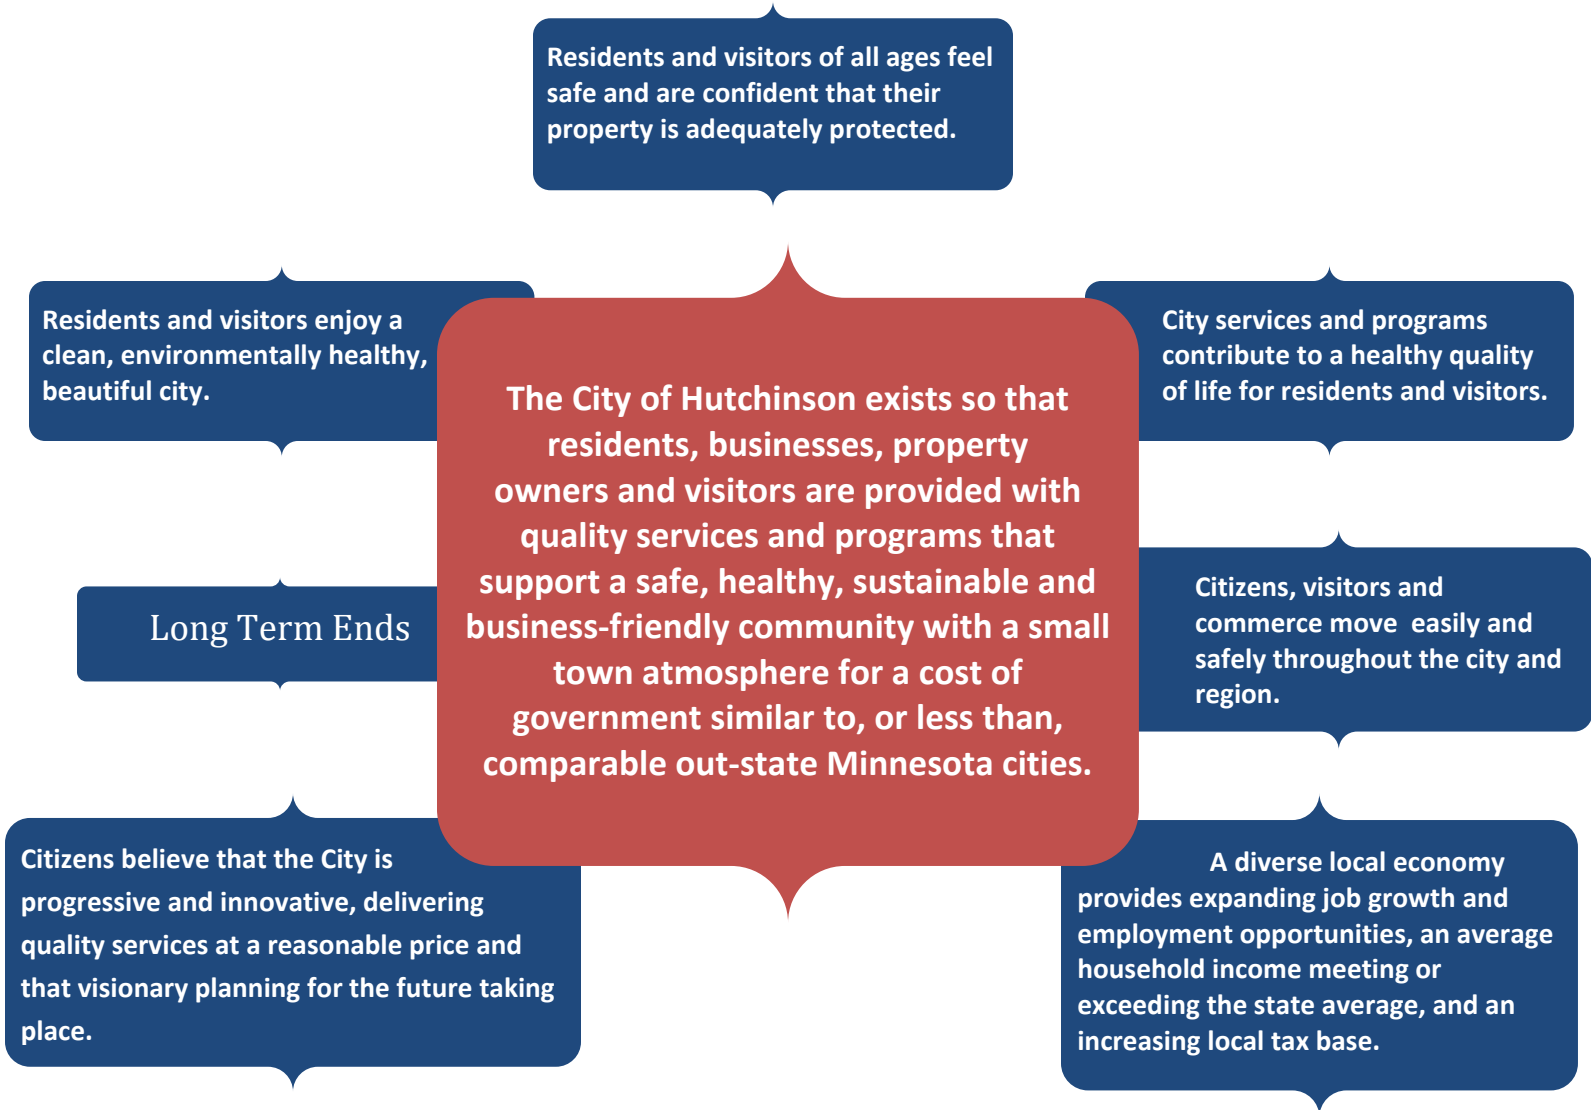 Residents and visitors of all ages feel
safe and are confident that their
property is adequately protected.
Residents and visitors enjoy a
clean, environmentally healthy,
beautiful city.
City services and programs
contribute to a healthy quality
of life for residents and visitors.
The City of Hutchinson exists so that
residents, businesses, property
owners and visitors are provided with
quality services and programs that
support a safe, healthy, sustainable and
business-friendly community with a small
town atmosphere for a cost of
government similar to, or less than,
comparable out-state Minnesota cities.
Long Term Ends
Citizens, visitors and
commerce move  easily and
safely throughout the city and
region.
Citizens believe that the City is
progressive and innovative, delivering
quality services at a reasonable price and
that visionary planning for the future taking
place.
A diverse local economy
provides expanding job growth and
employment opportunities, an average
household income meeting or
exceeding the state average, and an
increasing local tax base.